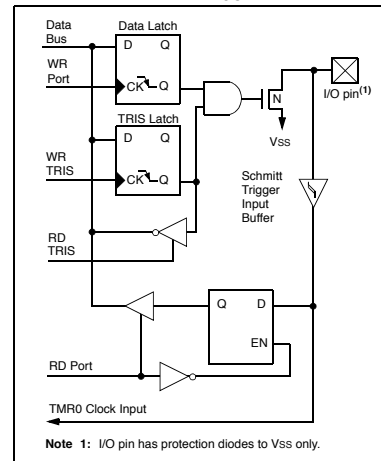 Data
Bus
Data Latch
D Q
WR
Port
CK Q
N
I/O pin(1)
VSS
TRIS Latch
D Q
WR
TRIS
CK Q
Schmitt
Trigger
Input
Buffer
RD
TRIS
Q D
EN
RD Port
TMR0 Clock Input
Note 1: I/O pin has protection diodes to VSS only.